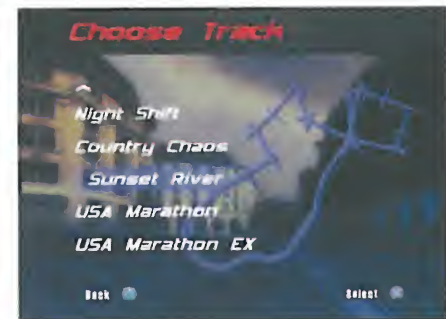 Choose Track
Night Shift
Country Chaos
Sunset River
USA Marathon
USA Marathon EX
Back
Select